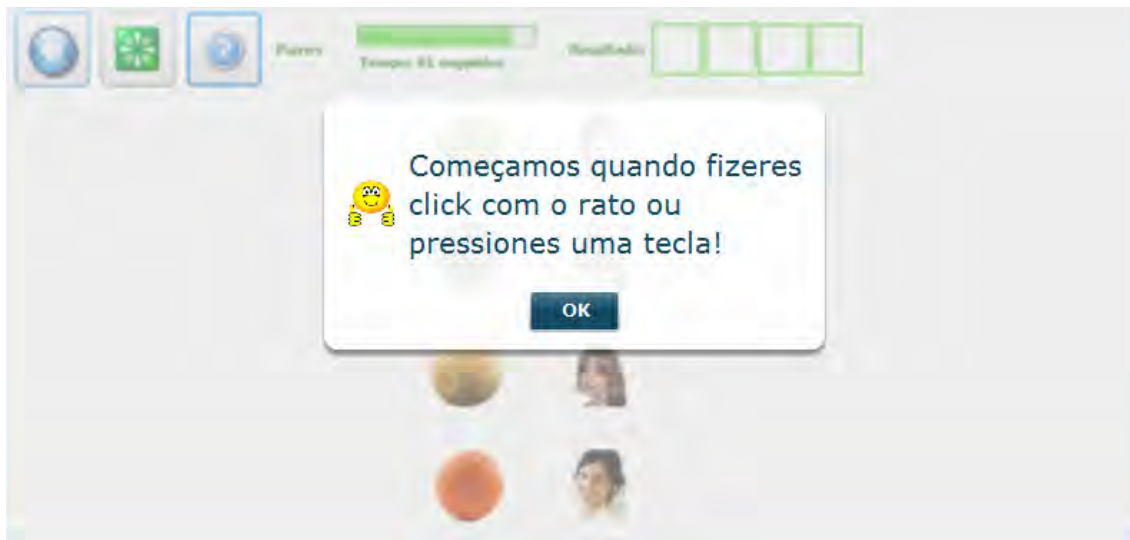 Começamos quando fizeres
click com o rato ou
pressiones uma tecla!
OK